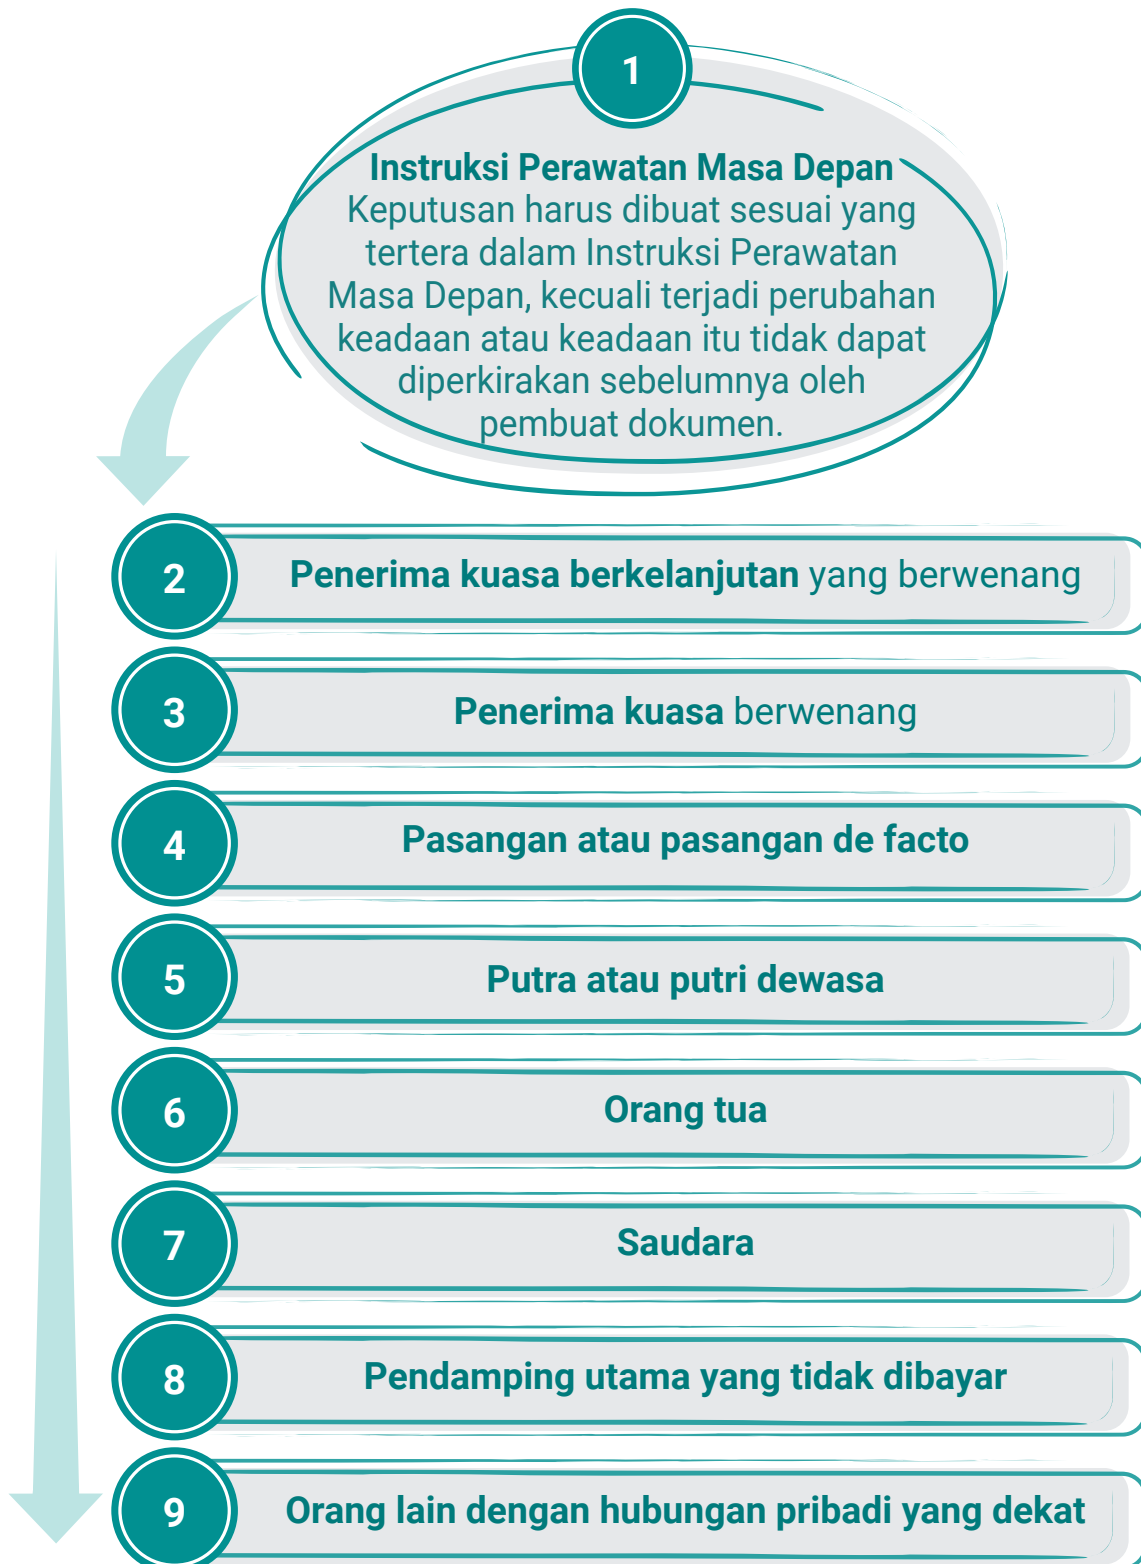 1
Instruksi Perawatan Masa Depan
Keputusan harus dibuat sesuai yang
tertera dalam Instruksi Perawatan
Masa Depan, kecuali terjadi perubahan
keadaan atau keadaan itu tidak dapat
diperkirakan sebelumnya oleh
pembuat dokumen.
2
Penerima kuasa berkelanjutan yang berwenang
3
Penerima kuasa berwenang
4
Pasangan atau pasangan de facto
5
Putra atau putri dewasa
6
Orang tua
7
Saudara
8
Pendamping utama yang tidak dibayar
9
Orang lain dengan hubungan pribadi yang dekat